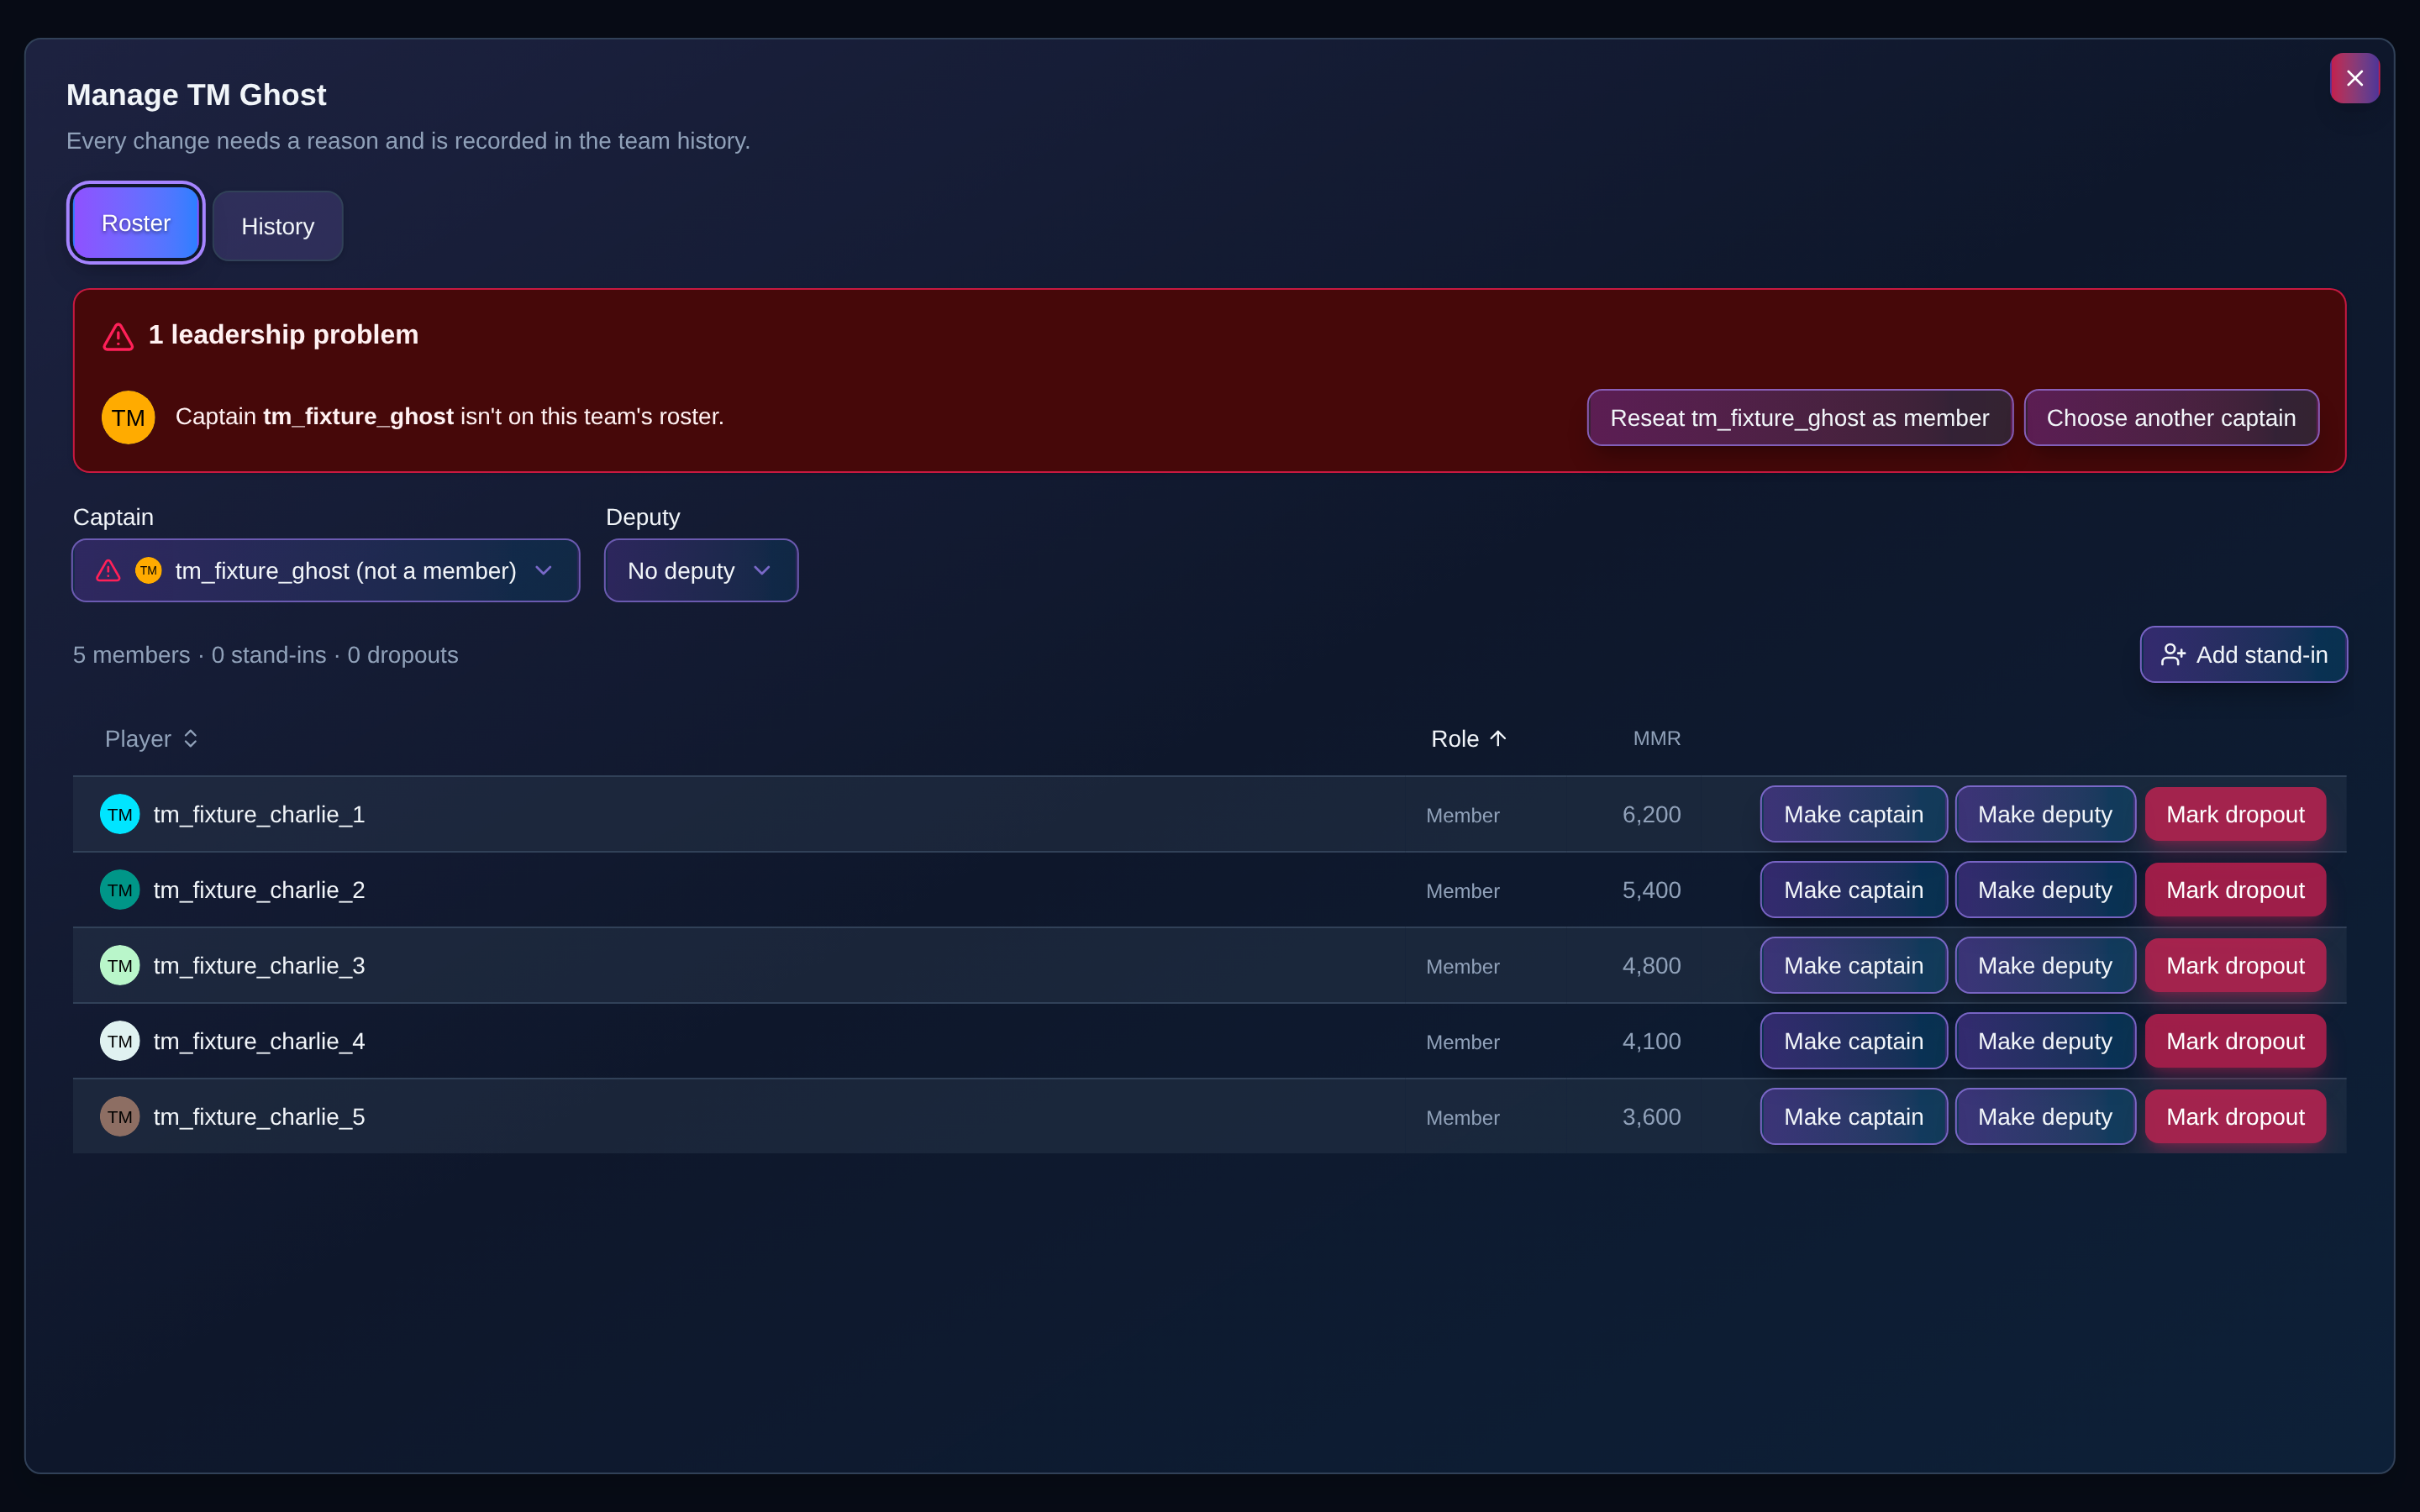 Manage TM Ghost
Every change needs a reason and is recorded in the team history.
Roster History
1 leadership problem
TM Captain tm_fixture_ghost isn't on this team's roster. Reseat tm_fixture_ghost as member Choose another captain
Captain Deputy
TM tm_fixture_ghost (not a member) No deputy
5 members · 0 stand-ins · 0 dropouts Add stand-in
Player Role MMR
TM tm_fixture_charlie_1 Member 6,200 Make captain Make deputy Mark dropout
TM tm_fixture_charlie_2 Member 5,400 Make captain Make deputy Mark dropout
TM tm_fixture_charlie_3 Member 4,800 Make captain Make deputy Mark dropout
TM tm_fixture_charlie_4 Member 4,100 Make captain Make deputy Mark dropout
TM tm_fixture_charlie_5 Member 3,600 Make captain Make deputy Mark dropout